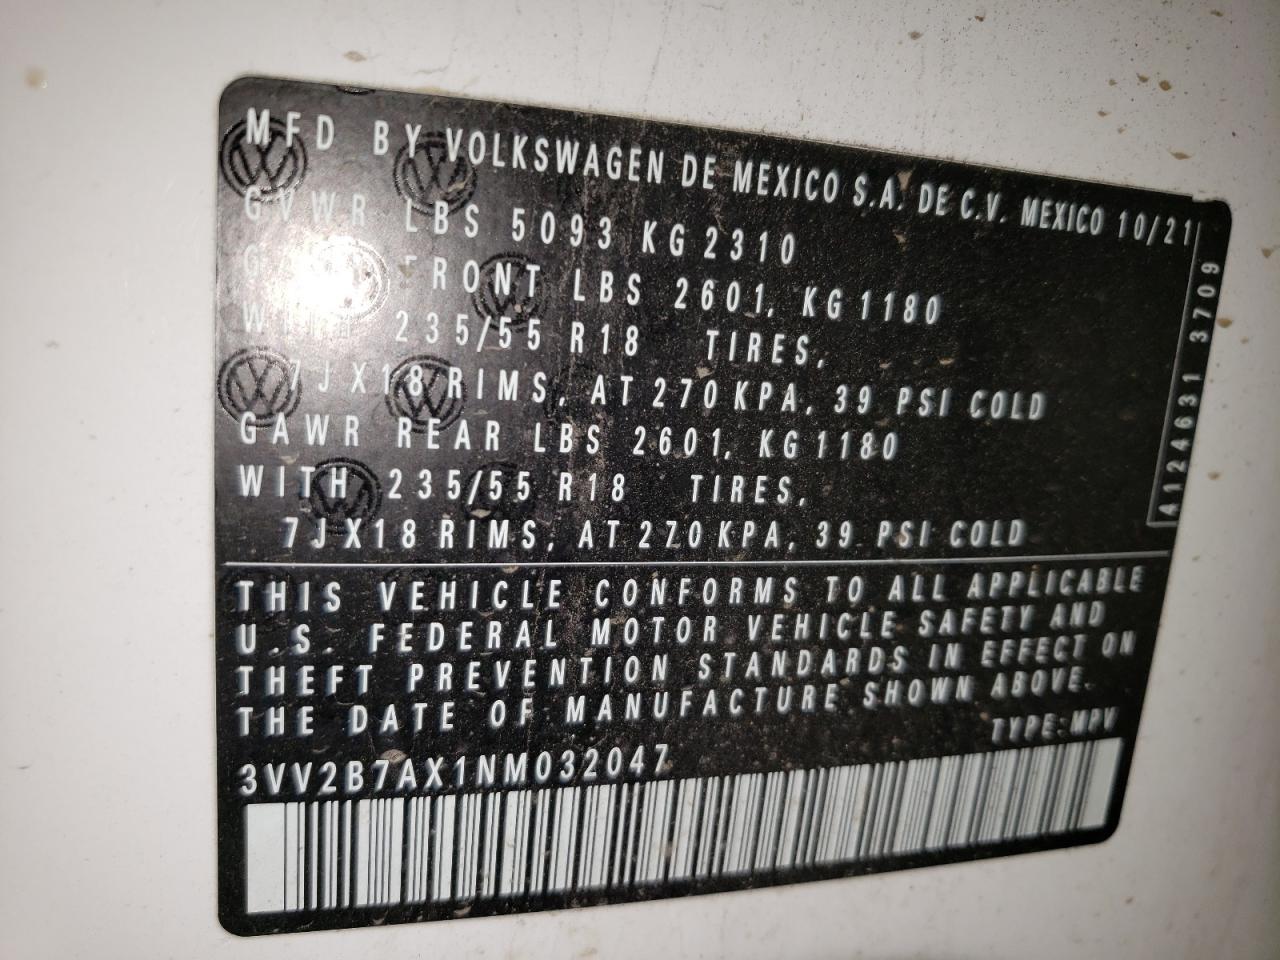 MFD BY VOLKSWAGEN DE MEXICO S.A. DE C.V. MEXICO 10/21
GVWR LBS 5093 KG 2310
FRONT LBS 2601, KG 1180
WITH 235/55 R18 TIRES,
7JX18 RIMS, AT 270 KPA, 39 PSI COLD
GAWR REAR LBS 2601, KG 1180
WITH 235/55 R18 TIRES,
7JX18 RIMS, AT 270 KPA, 39 PSI COLD
A124631 3709
THIS VEHICLE CONFORMS TO ALL APPLICABLE
U.S. FEDERAL MOTOR VEHICLE SAFETY AND
THEFT PREVENTION STANDARDS IN EFFECT ON
THE DATE OF MANUFACTURE SHOWN ABOVE.
TYPE: MPV
3VV2B7AX1NM032047